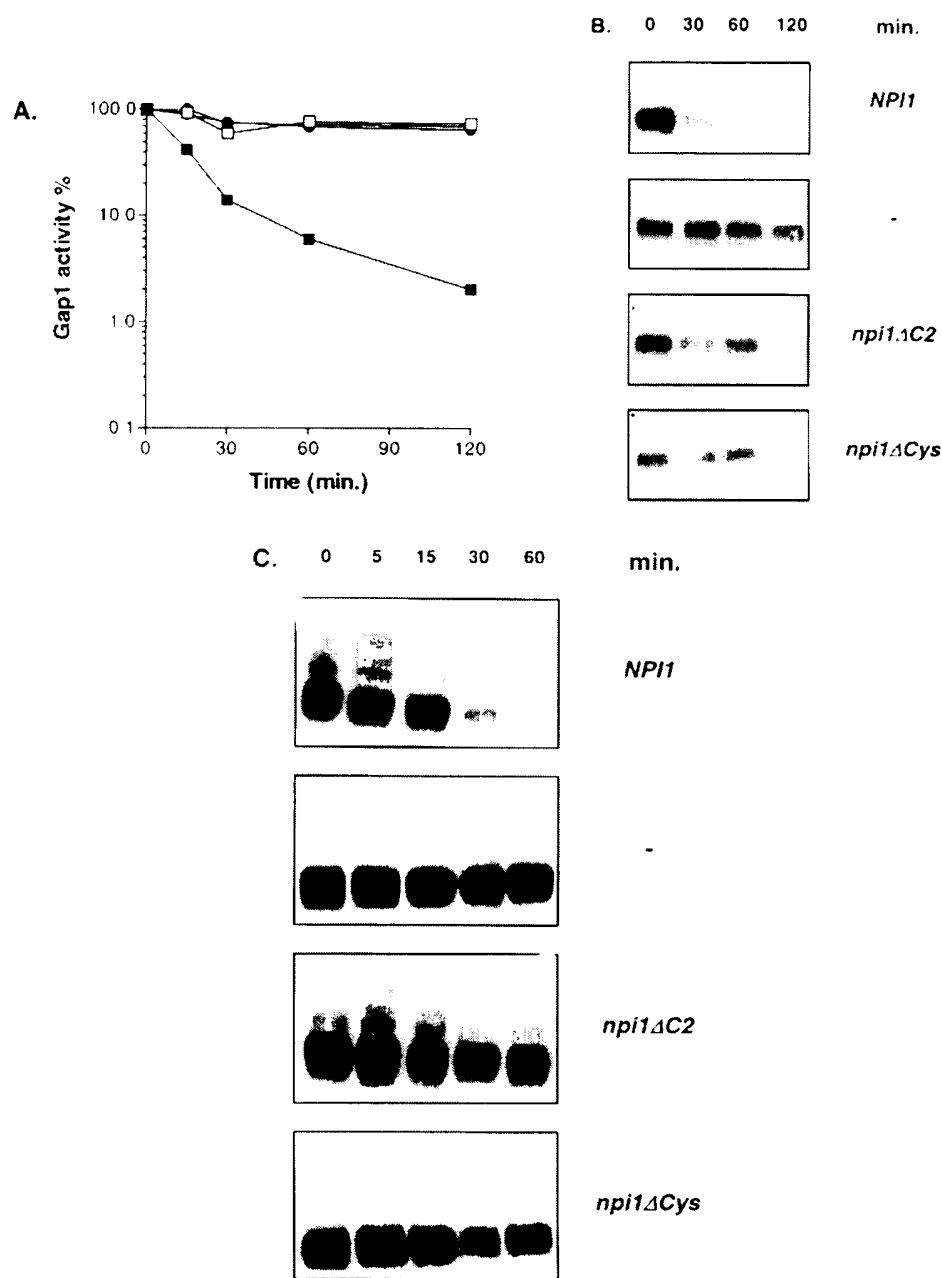 A.
Gap1 activity %
100 0
10 0
1.0
0 1
0 30 60 90 120
Time (min.)
B. 0 30 60 120 min.
NPI1
-
npi1ΔC2
npi1ΔCys
C. 0 5 15 30 60 min.
NPI1
-
npi1ΔC2
npi1ΔCys